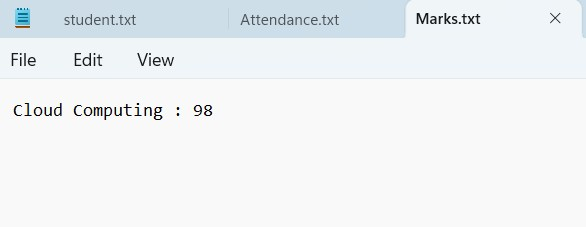 student.txt Attendance.txt Marks.txt
File Edit View
Cloud Computing : 98